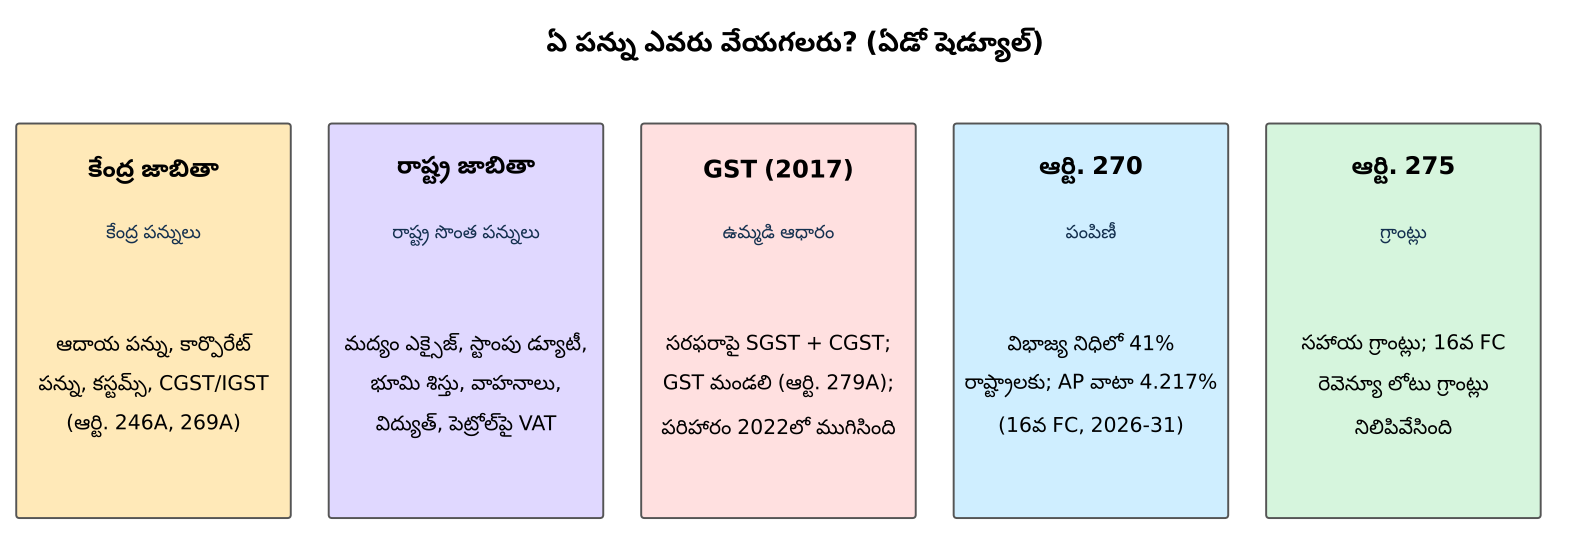 ఏ పన్ను ఎవరు వేయగలరు? (ఏడో షెడ్యూల్)
కేంద్ర జాబితా
కేంద్ర పన్నులు
ఆదాయ పన్ను, కార్పొరేట్
పన్ను, కస్టమ్స్, CGST/IGST
(ఆర్టి. 246A, 269A)
రాష్ట్ర జాబితా
రాష్ట్ర సొంత పన్నులు
మద్యం ఎక్సైజ్, స్టాంపు డ్యూటీ,
భూమి శిస్తు, వాహనాలు,
విద్యుత్, పెట్రోల్‌పై VAT
GST (2017)
ఉమ్మడి ఆధారం
సరఫరాపై SGST + CGST;
GST మండలి (ఆర్టి. 279A);
పరిహారం 2022లో ముగిసింది
ఆర్టి. 270
పంపిణీ
విభాజ్య నిధిలో 41%
రాష్ట్రాలకు; AP వాటా 4.217%
(16వ FC, 2026-31)
ఆర్టి. 275
గ్రాంట్లు
సహాయ గ్రాంట్లు; 16వ FC
రెవెన్యూ లోటు గ్రాంట్లు
నిలిపివేసింది